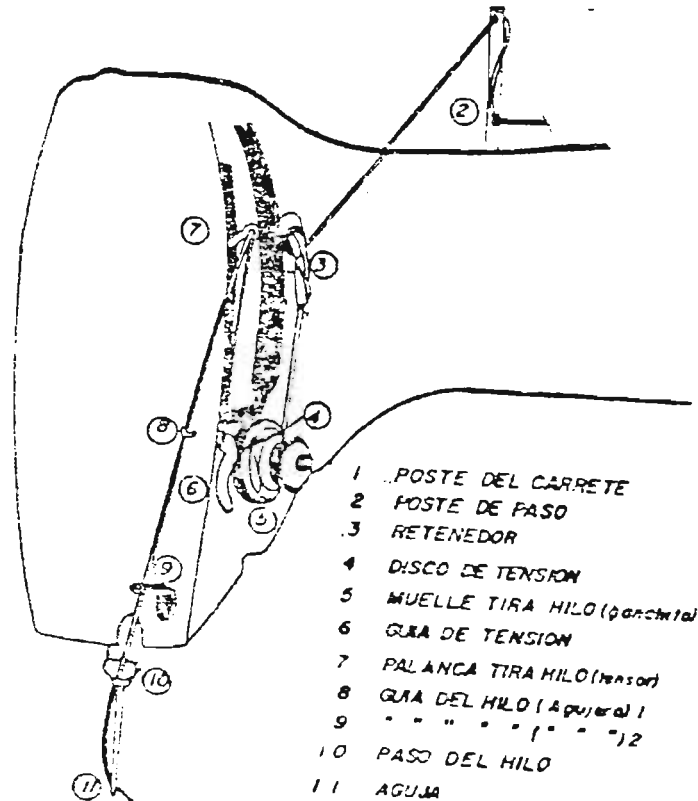 2
7
3
8
4
6
5
9
10
11
1 POSTE DEL CARRETE
2 POSTE DE PASO
3 RETENEDOR
4 DISCO DE TENSION
5 MUELLE TIRA HILO (ganchito)
6 GUIA DE TENSION
7 PALANCA TIRA HILO (tensor)
8 GUIA DEL HILO (Agujero) 1
9 " " " " " ( " " " ) 2
10 PASO DEL HILO
11 AGUJA